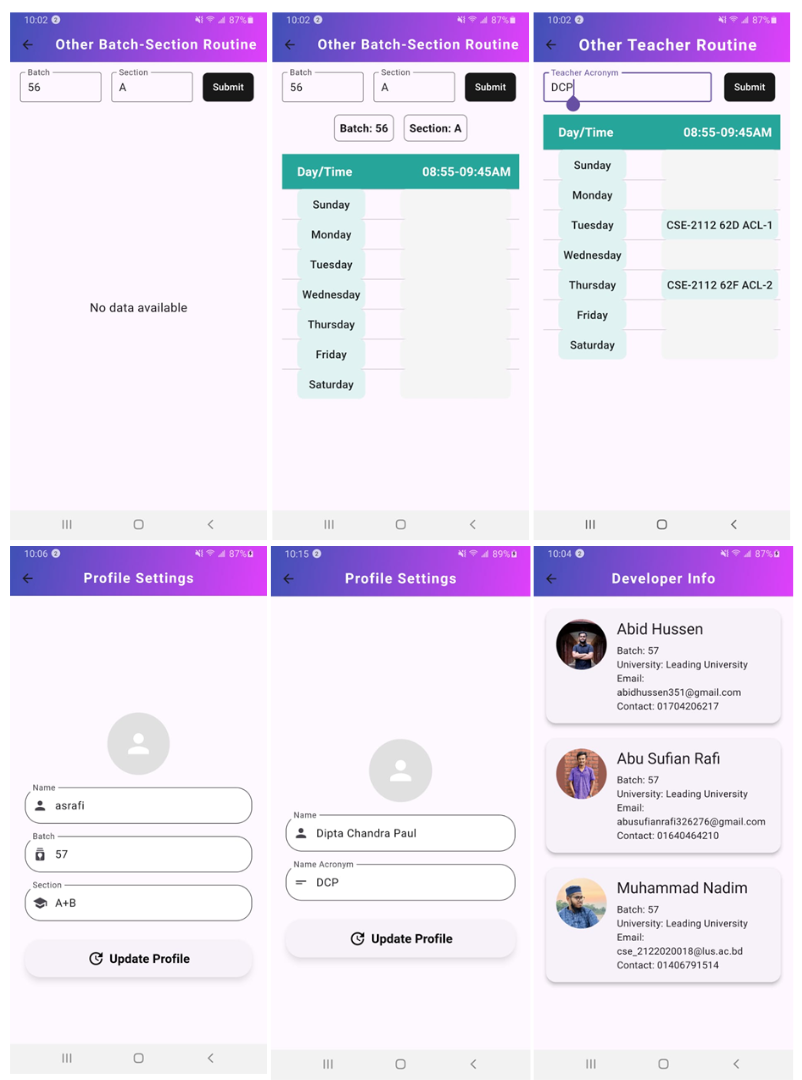 10:02 2 87%
Other Batch-Section Routine
Batch
56
Section
A
Submit
No data available
10:02 2 87%
Other Batch-Section Routine
Batch
56
Section
A
Submit
Batch: 56 Section: A
Day/Time 08:55-09:45AM
Sunday
Monday
Tuesday
Wednesday
Thursday
Friday
Saturday
10:02 2 87%
Other Teacher Routine
Teacher Acronym
DCP
Submit
Day/Time 08:55-09:45AM
Sunday
Monday
Tuesday CSE-2112 62D ACL-1
Wednesday
Thursday CSE-2112 62F ACL-2
Friday
Saturday
10:06 2 87%
Profile Settings
Name
asrafi
Batch
57
Section
A+B
Update Profile
10:15 2 89%
Profile Settings
Name
Dipta Chandra Paul
Name Acronym
DCP
Update Profile
10:04 2 87%
Developer Info
Abid Hussen
Batch: 57
University: Leading University
Email:
abidhussen351@gmail.com
Contact: 01704206217
Abu Sufian Rafi
Batch: 57
University: Leading University
Email:
abusufianrafi326276@gmail.com
Contact: 01640464210
Muhammad Nadim
Batch: 57
University: Leading University
Email:
cse_2122020018@lus.ac.bd
Contact: 01406791514